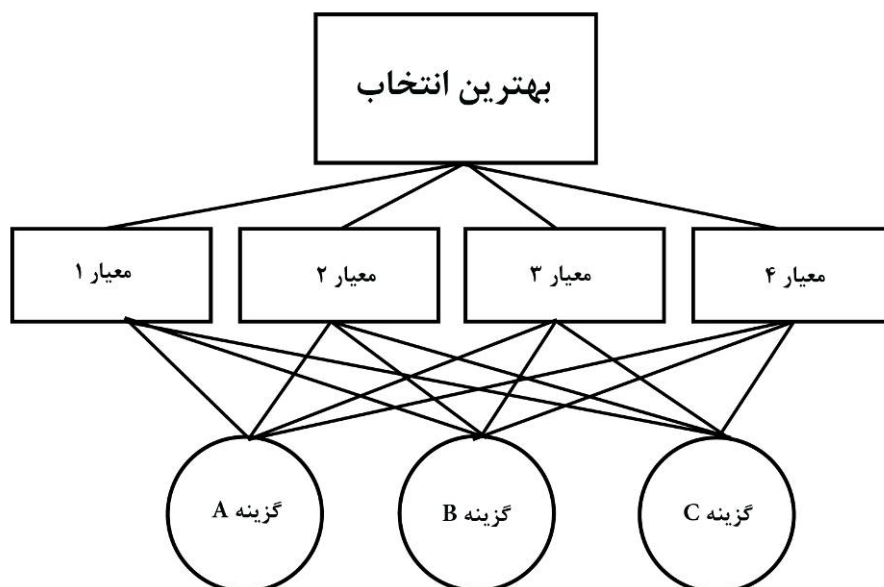 بهترین انتخاب
معیار ۱
معیار ۲
معیار ۳
معیار ۴
گزینه A
گزینه B
گزینه C